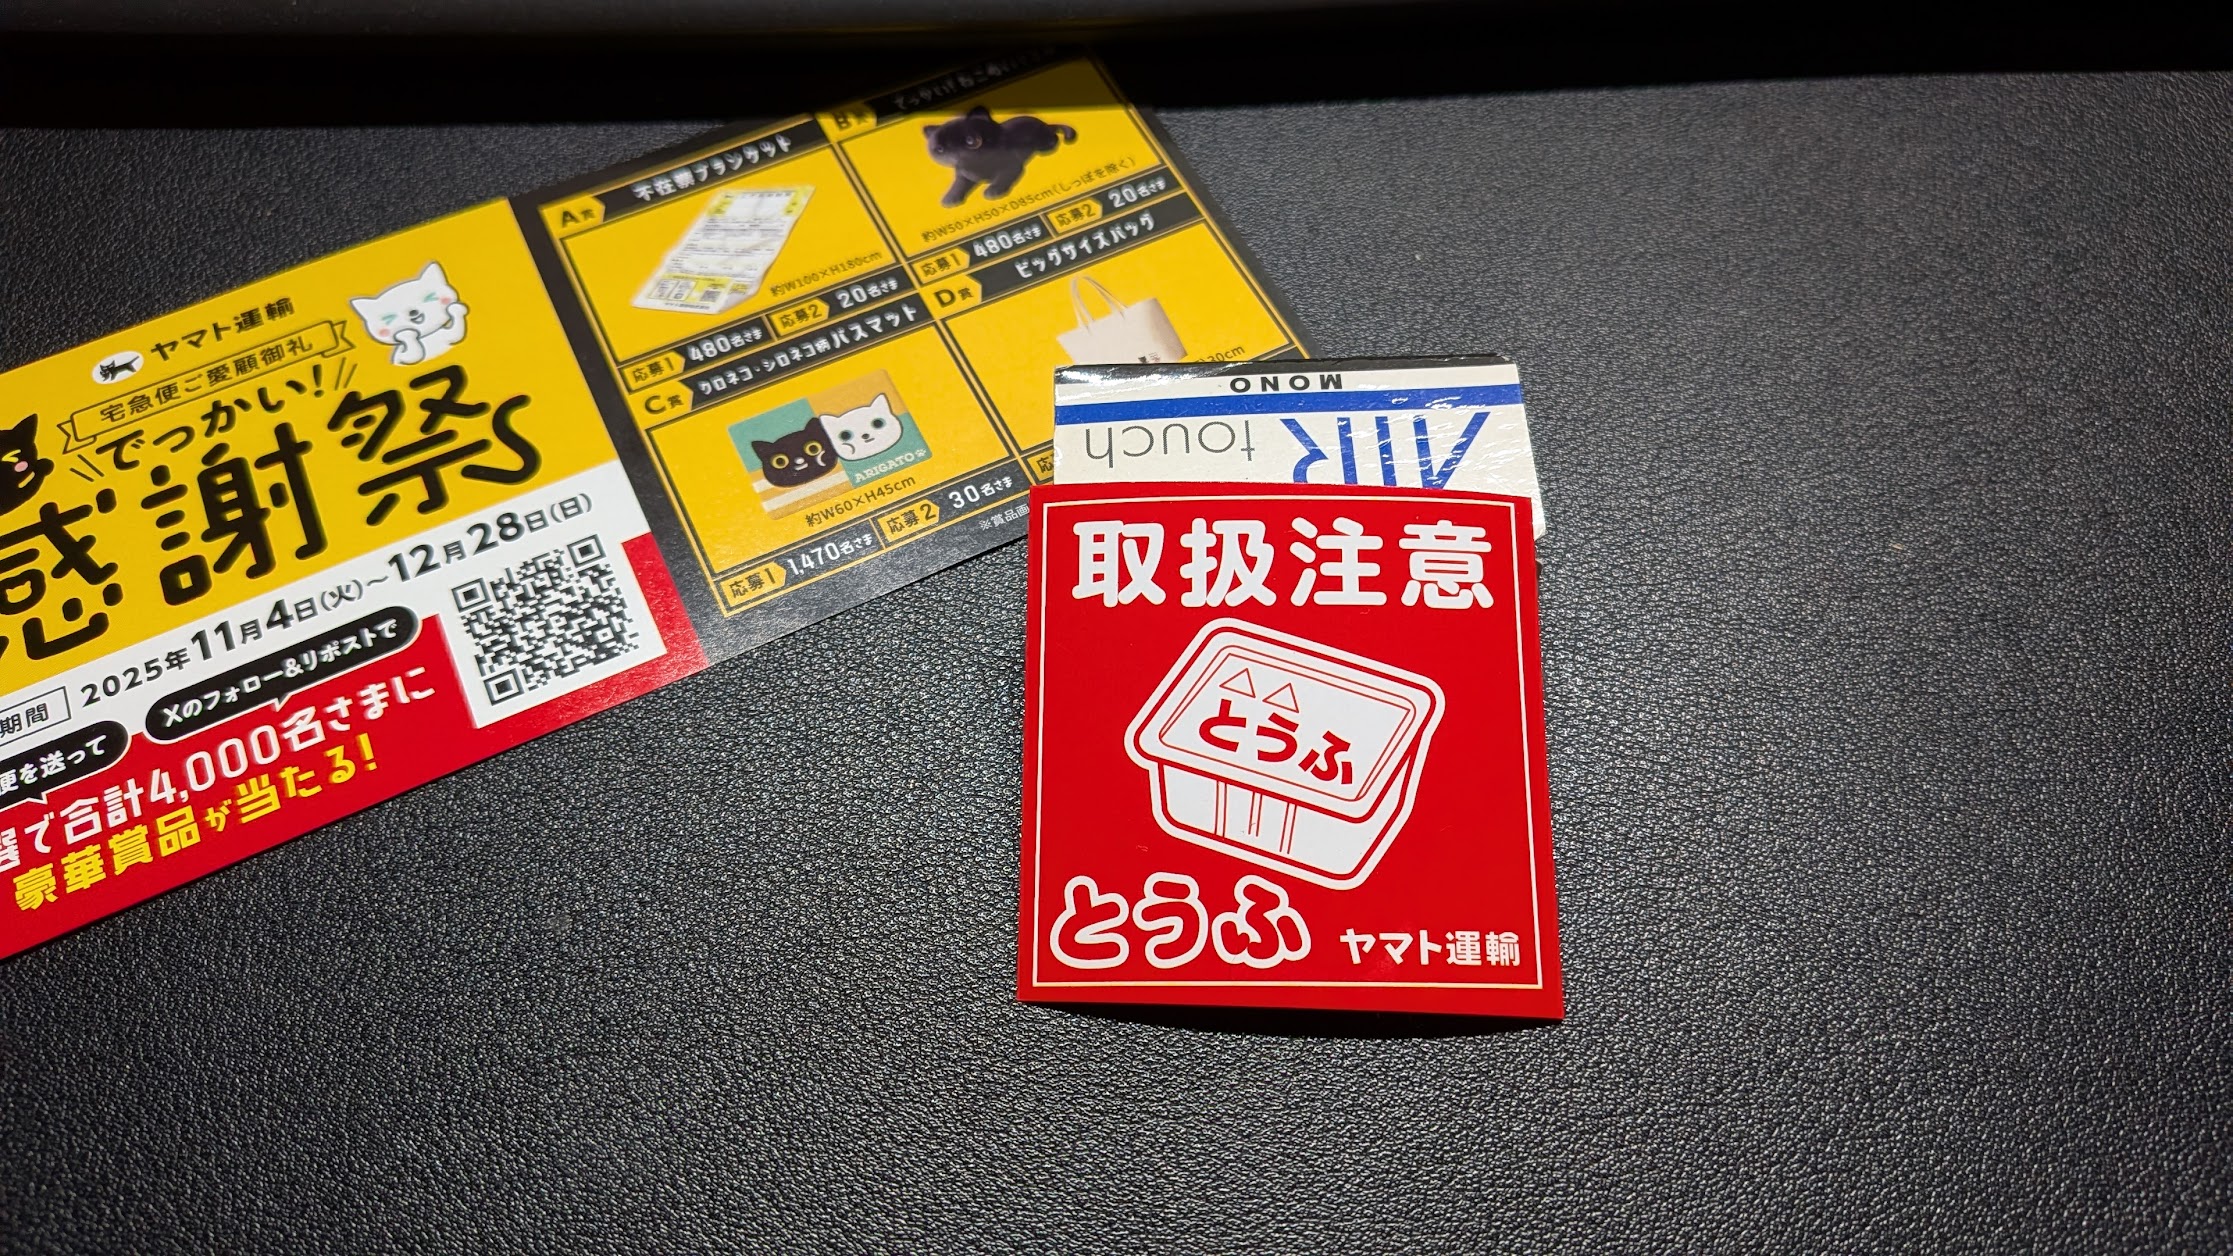 ヤマト運輸
宅急便ご愛顧御礼
でっかい!
感謝祭
期間 2025年11月4日(火)~12月28日(日)
便を送って
Xのフォロー&リポストで
選で合計4,000名さまに
豪華賞品が当たる!
A賞 不在票ブランケット
約W100×H180cm
応募1 480名さま 応募2 20名さま
B賞
約W50×H50×D85cm(しっぽを除く)
応募1 480名さま 応募2 20名さま
C賞 クロネコ・シロネコ柄バスマット
ARIGATO
約W60×H45cm
応募1 1,470名さま 応募2 30名さま
D賞 ビッグサイズバッグ
30cm
応
※賞品画
MONO
AIR
touch
取扱注意
とうふ
とうふ
ヤマト運輸